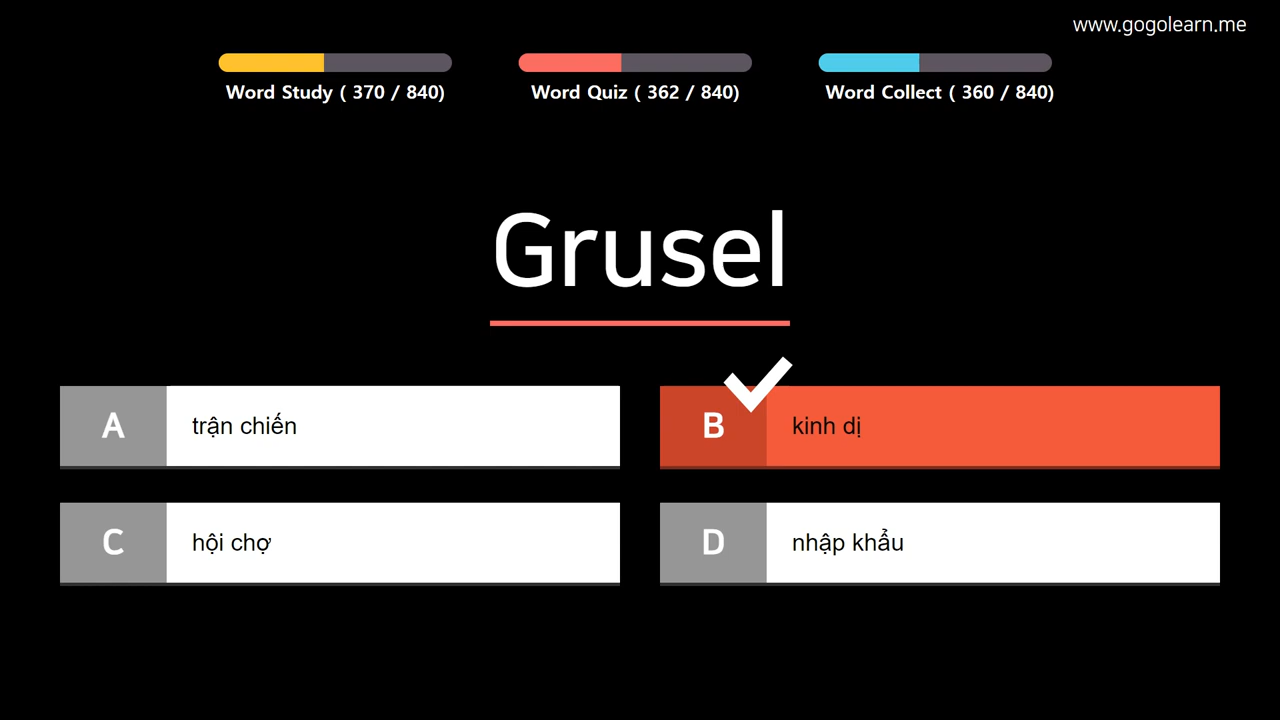 www.gogolearn.me
Word Study ( 370 / 840)
Word Quiz ( 362 / 840)
Word Collect ( 360 / 840)
Grusel
A trận chiến
B kinh dị
C hội chợ
D nhập khẩu